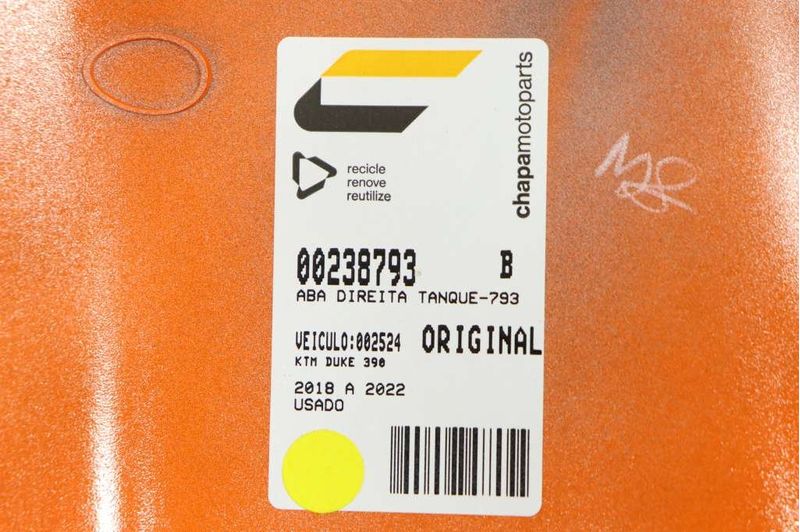 chapamotoparts
recicle
renove
reutilize
00238793 B
ABA DIREITA TANQUE-793
VEICULO:002524 ORIGINAL
KTM DUKE 390
2018 A 2022
USADO